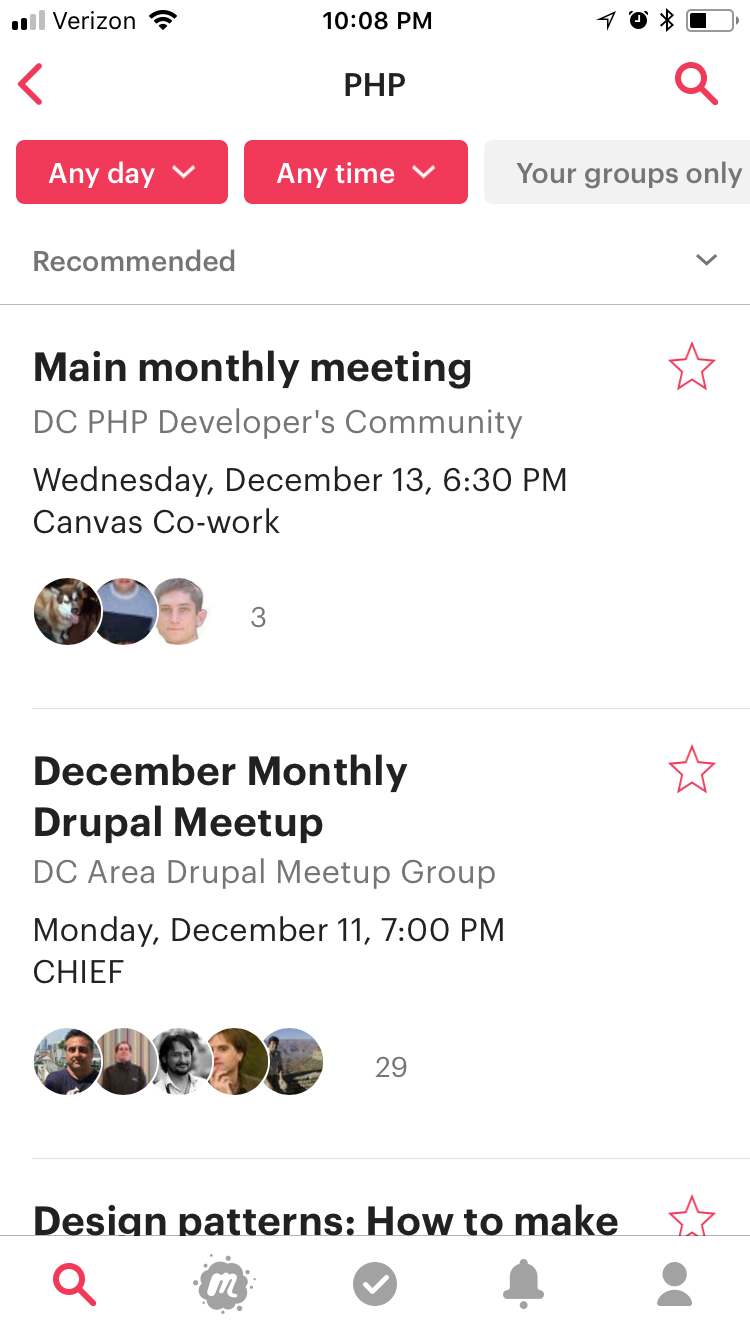 Verizon 10:08 PM
PHP
Any day Any time Your groups only
Recommended
Main monthly meeting
DC PHP Developer's Community
Wednesday, December 13, 6:30 PM
Canvas Co-work
3
December Monthly
Drupal Meetup
DC Area Drupal Meetup Group
Monday, December 11, 7:00 PM
CHIEF
29
Design patterns: How to make
m